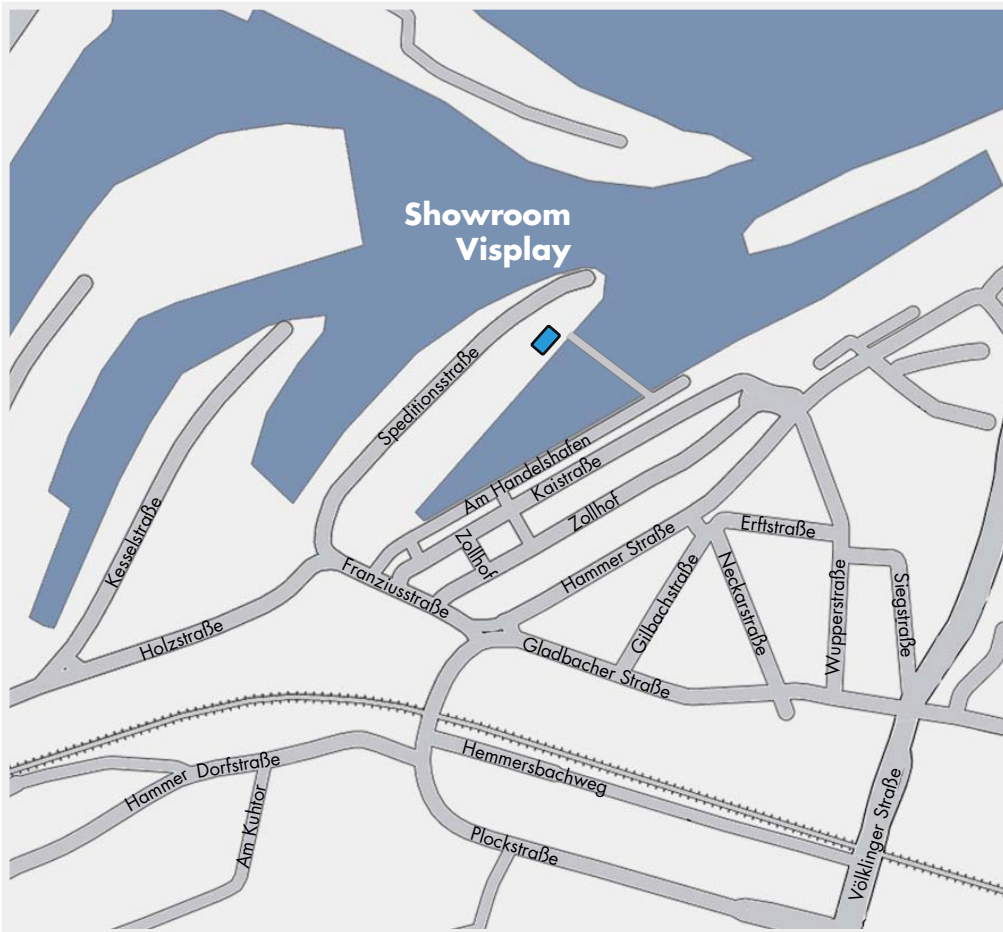 Showroom
Visplay
Speditionsstraße
Am Handelshafen
Kaistraße
Zollhof
Zollhof
Hammer Straße
Erftstraße
Kesselstraße
Franziusstraße
Gilbachstraße
Neckarstraße
Wupperstraße
Siegstraße
Holzstraße
Gladbacher Straße
Hammer Dorfstraße
Hemmersbachweg
Am Kuhtor
Plockstraße
Völklinger Straße